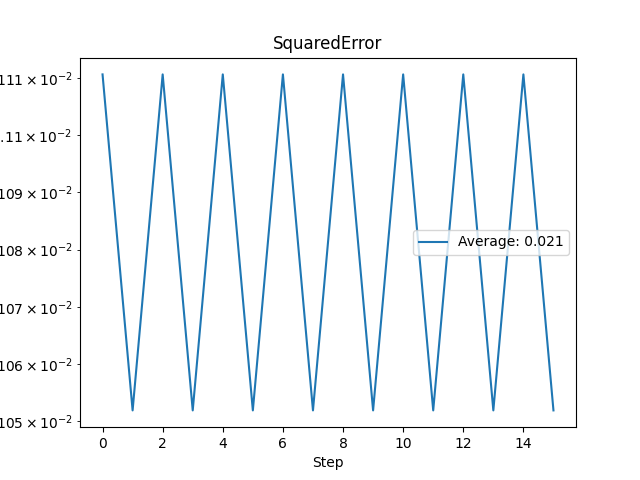 SquaredError
111 × 10⁻²
.11 × 10⁻²
109 × 10⁻²
108 × 10⁻²
107 × 10⁻²
106 × 10⁻²
105 × 10⁻²
Average: 0.021
0 2 4 6 8 10 12 14
Step